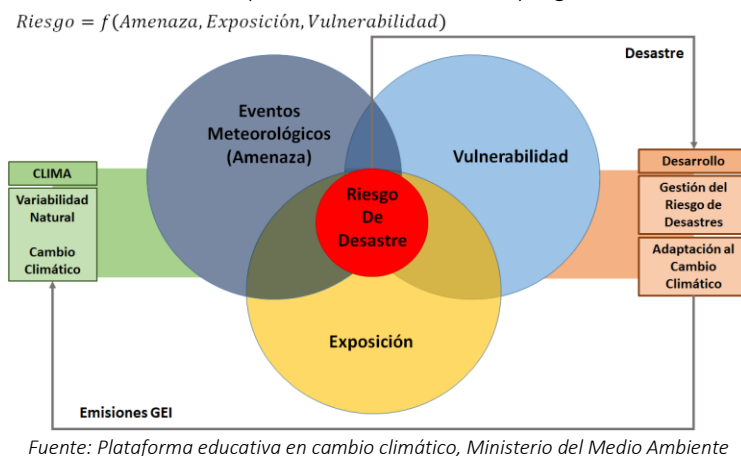 Riesgo = f(Amenaza, Exposición, Vulnerabilidad)
Desastre
Eventos
Meteorológicos
(Amenaza)
Vulnerabilidad
CLIMA
Variabilidad
Natural
Cambio
Climático
Riesgo
De
Desastre
Desarrollo
Gestión del
Riesgo de
Desastres
Adaptación al
Cambio
Climático
Exposición
Emisiones GEI
Fuente: Plataforma educativa en cambio climático, Ministerio del Medio Ambiente